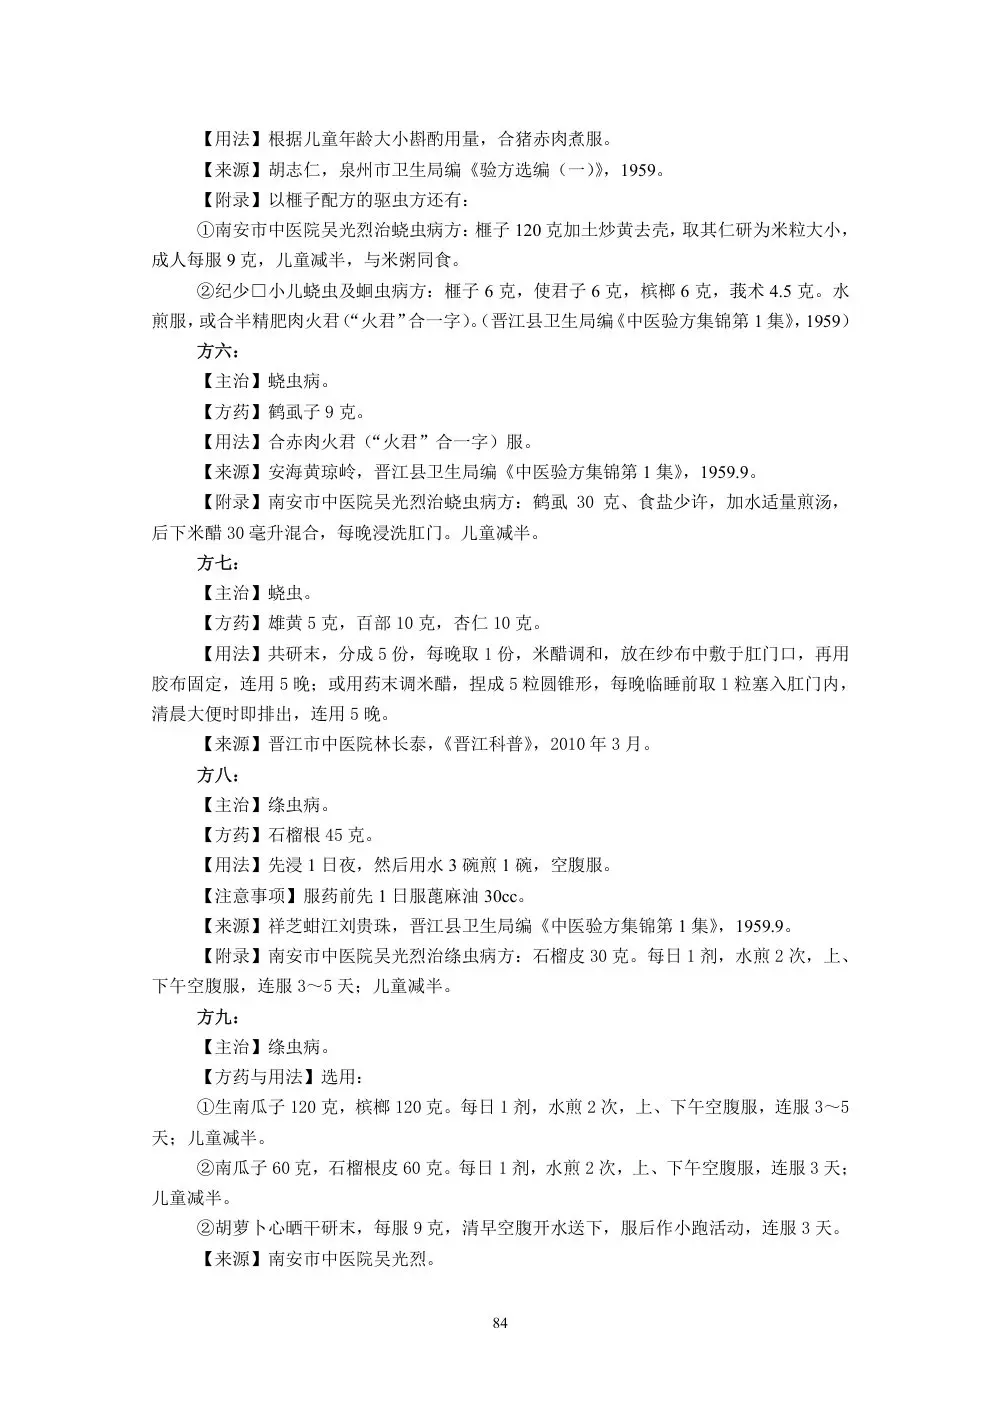 【用法】根据儿童年龄大小斟酌用量，合猪赤肉煮服。
【来源】胡志仁，泉州市卫生局编《验方选编（一）》，1959。
【附录】以榧子配方的驱虫方还有：
①南安市中医院吴光烈治蛲虫病方：榧子 120 克加土炒黄去壳，取其仁研为米粒大小，
成人每服 9 克，儿童减半，与米粥同食。
②纪少□小儿蛲虫及蛔虫病方：榧子 6 克，使君子 6 克，槟榔 6 克，莪术 4.5 克。水
煎服，或合半精肥肉火君（“火君”合一字）。（晋江县卫生局编《中医验方集锦第 1 集》，1959）
方六：
【主治】蛲虫病。
【方药】鹤虱子 9 克。
【用法】合赤肉火君（“火君”合一字）服。
【来源】安海黄琼岭，晋江县卫生局编《中医验方集锦第 1 集》，1959.9。
【附录】南安市中医院吴光烈治蛲虫病方：鹤虱 30 克、食盐少许，加水适量煎汤，
后下米醋 30 毫升混合，每晚浸洗肛门。儿童减半。
方七：
【主治】蛲虫。
【方药】雄黄 5 克，百部 10 克，杏仁 10 克。
【用法】共研末，分成 5 份，每晚取 1 份，米醋调和，放在纱布中敷于肛门口，再用
胶布固定，连用 5 晚；或用药末调米醋，捏成 5 粒圆锥形，每晚临睡前取 1 粒塞入肛门内，
清晨大便时即排出，连用 5 晚。
【来源】晋江市中医院林长泰，《晋江科普》，2010 年 3 月。
方八：
【主治】绦虫病。
【方药】石榴根 45 克。
【用法】先浸 1 日夜，然后用水 3 碗煎 1 碗，空腹服。
【注意事项】服药前先 1 日服蓖麻油 30cc。
【来源】祥芝蚶江刘贵珠，晋江县卫生局编《中医验方集锦第 1 集》，1959.9。
【附录】南安市中医院吴光烈治绦虫病方：石榴皮 30 克。每日 1 剂，水煎 2 次，上、
下午空腹服，连服 3～5 天；儿童减半。
方九：
【主治】绦虫病。
【方药与用法】选用：
①生南瓜子 120 克，槟榔 120 克。每日 1 剂，水煎 2 次，上、下午空腹服，连服 3～5
天；儿童减半。
②南瓜子 60 克，石榴根皮 60 克。每日 1 剂，水煎 2 次，上、下午空腹服，连服 3 天；
儿童减半。
②胡萝卜心晒干研末，每服 9 克，清早空腹开水送下，服后作小跑活动，连服 3 天。
【来源】南安市中医院吴光烈。
84